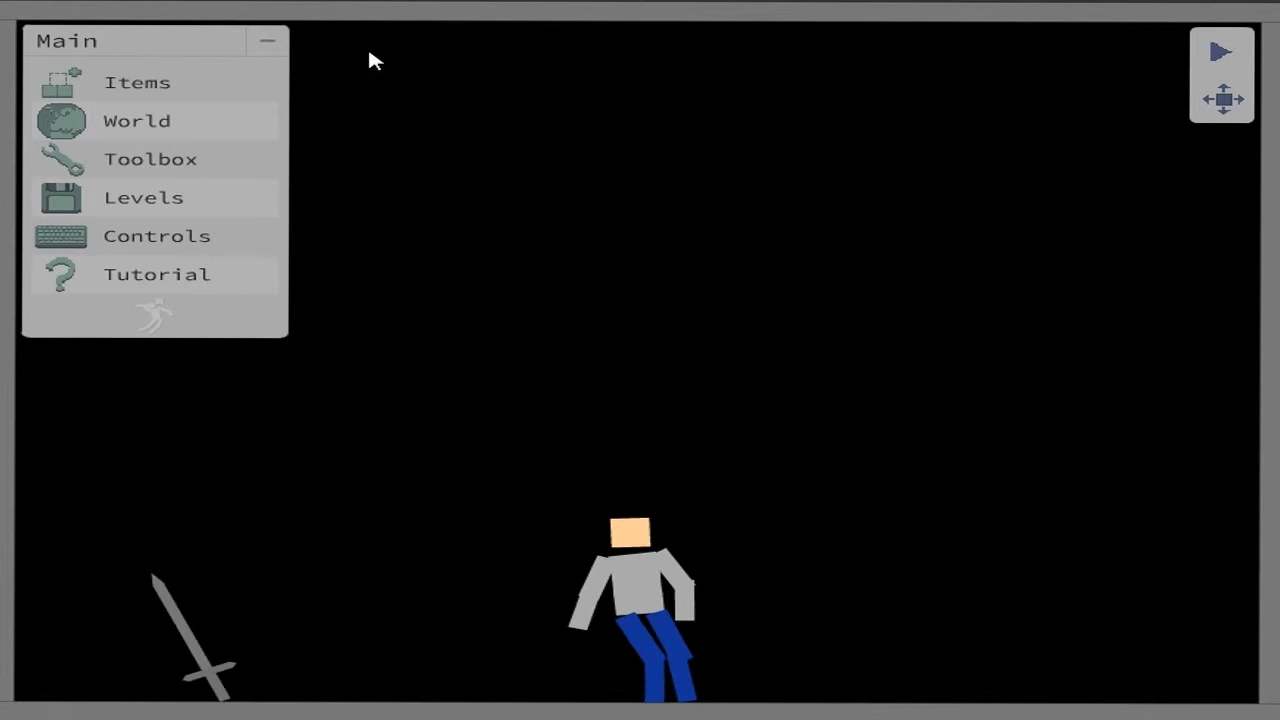 Main
Items
World
Toolbox
Levels
Controls
Tutorial